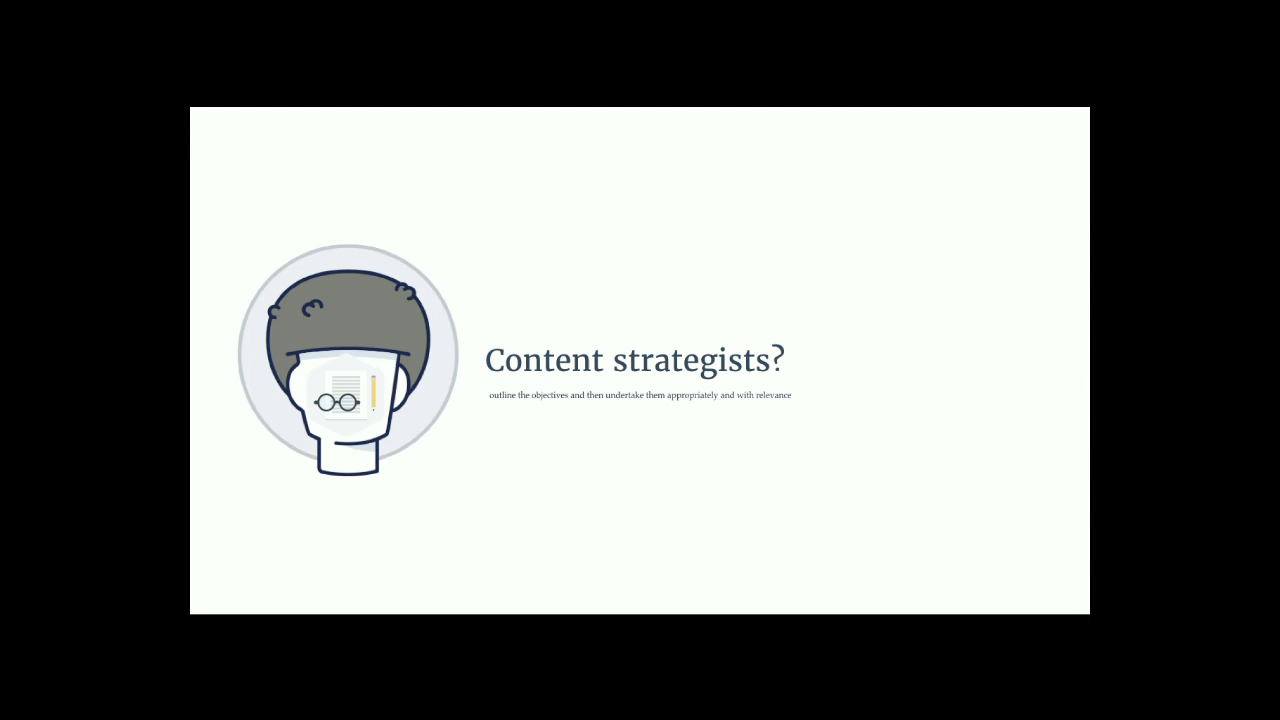 Content strategists?
outline the objectives and then undertake them appropriately and with relevance